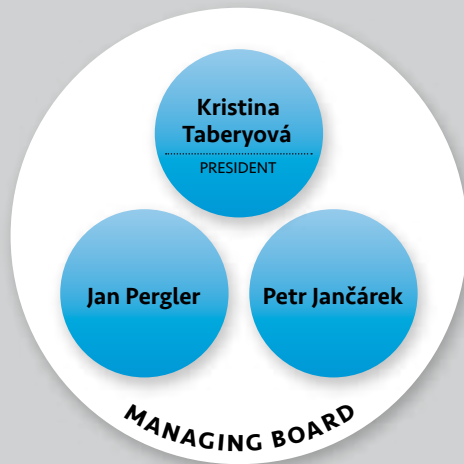 Kristina
Taberyová
PRESIDENT
Jan Pergler
Petr Jančárek
MANAGING BOARD